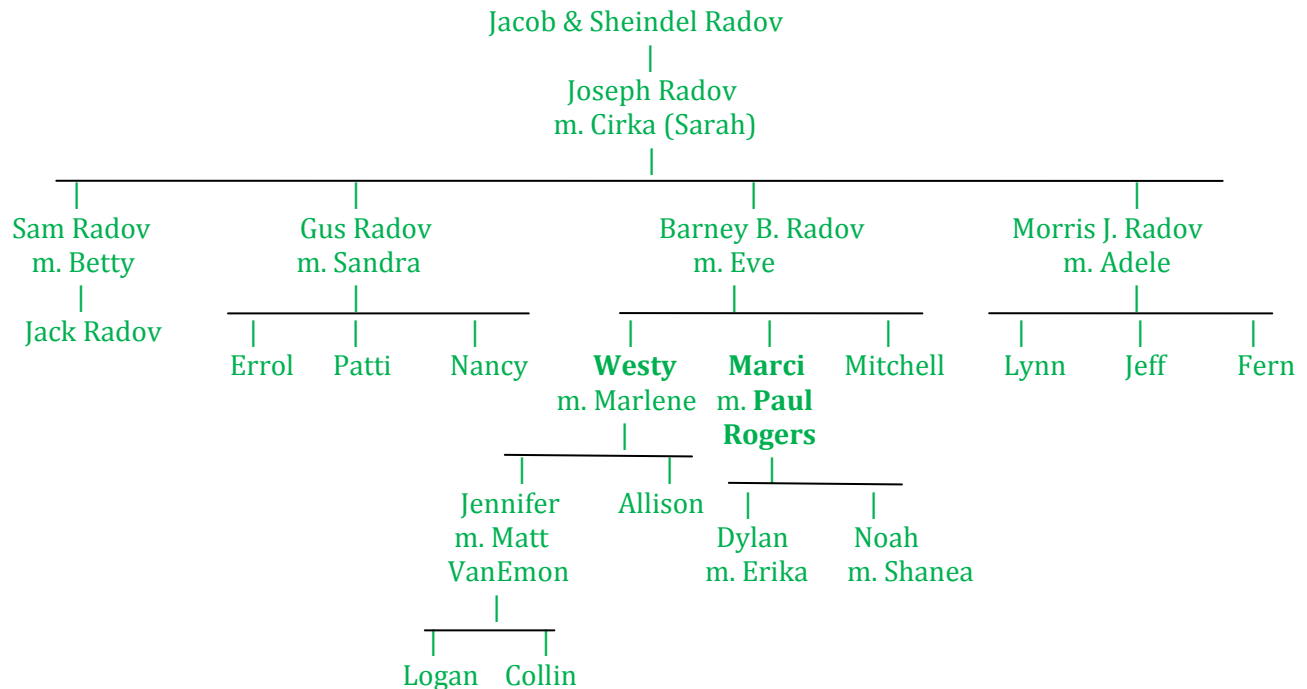 Jacob & Sheindel Radov
Joseph Radov
m. Cirka (Sarah)
Sam Radov
m. Betty
Jack Radov
Gus Radov
m. Sandra
Errol Patti Nancy
Barney B. Radov
m. Eve
Westy
m. Marlene
Marci
m. Paul
Rogers
Mitchell
Morris J. Radov
m. Adele
Lynn Jeff Fern
Jennifer
m. Matt
VanEmon
Allison
Dylan
m. Erika
Noah
m. Shanea
Logan Collin